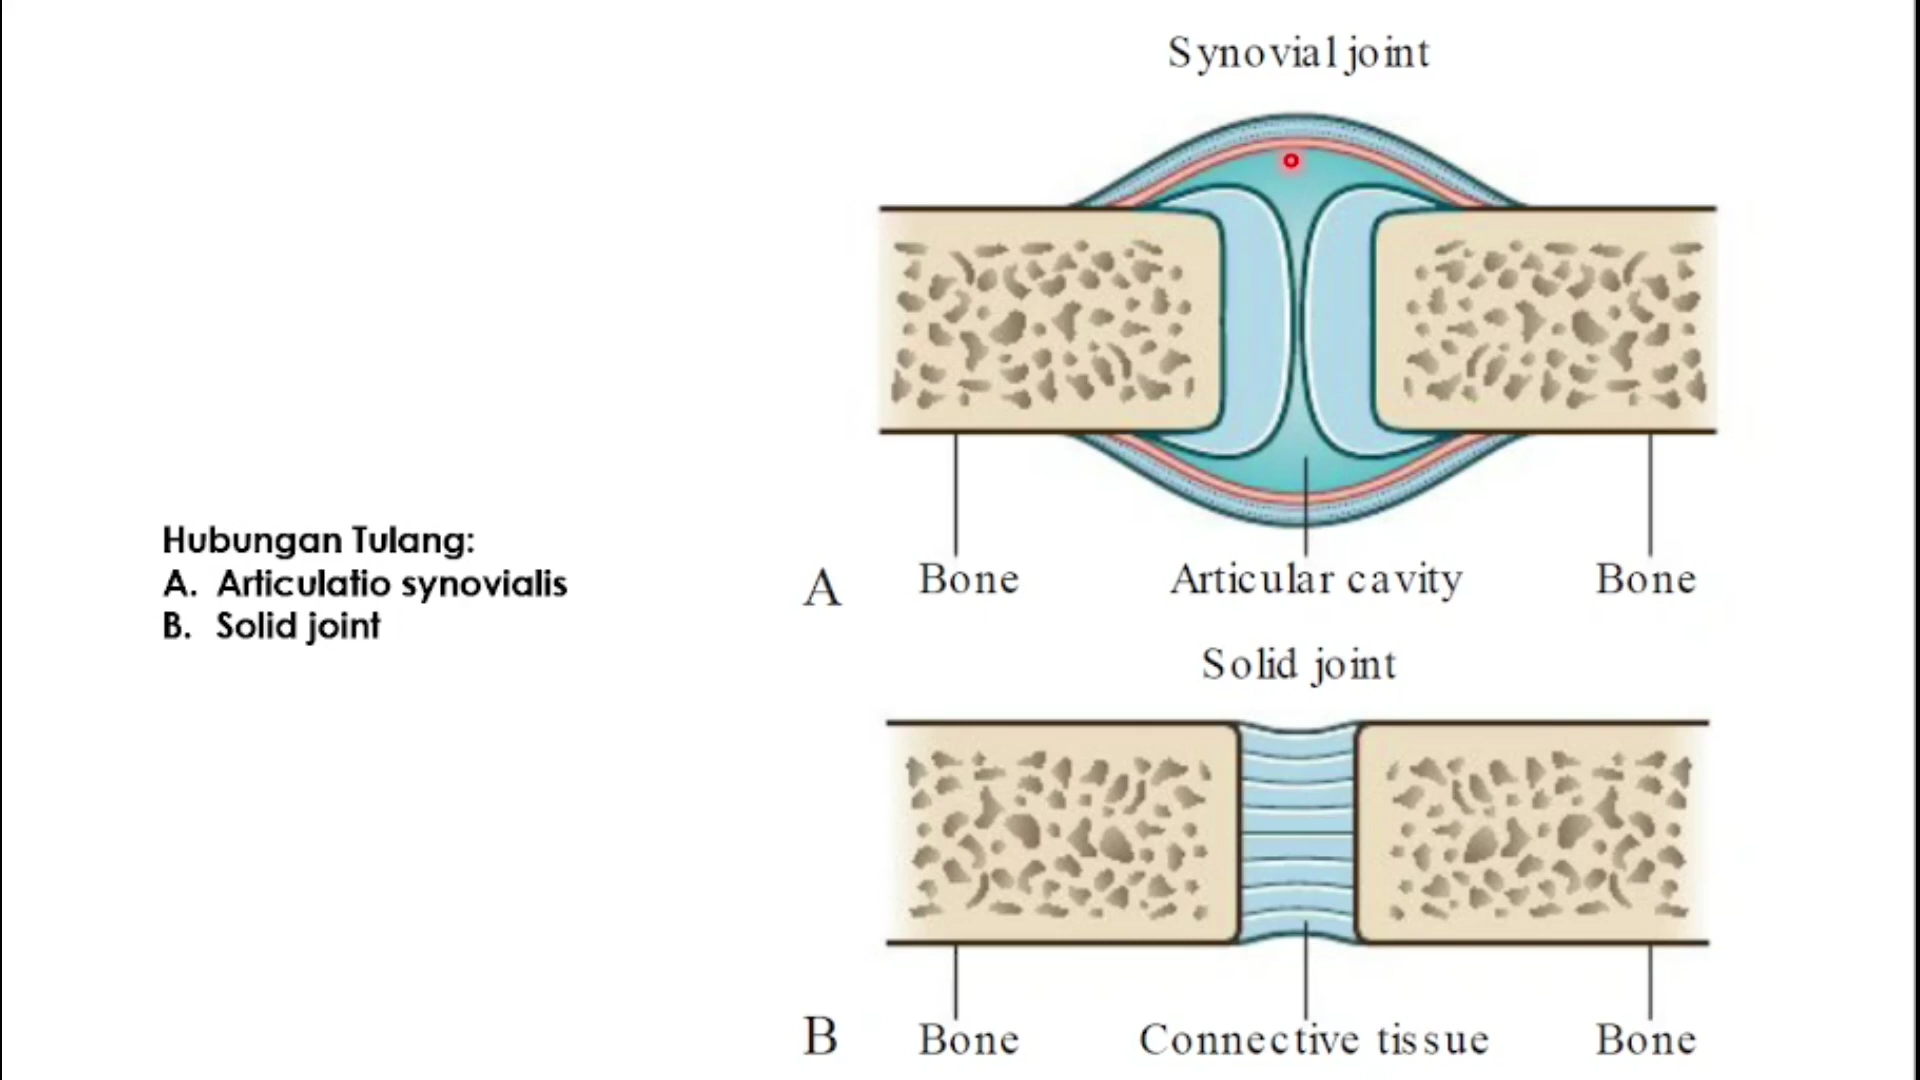 Synovial joint
Bone
Articular cavity
Bone
A
Hubungan Tulang:
A. Articulatio synovialis
B. Solid joint
Solid joint
Bone
Connective tissue
Bone
B